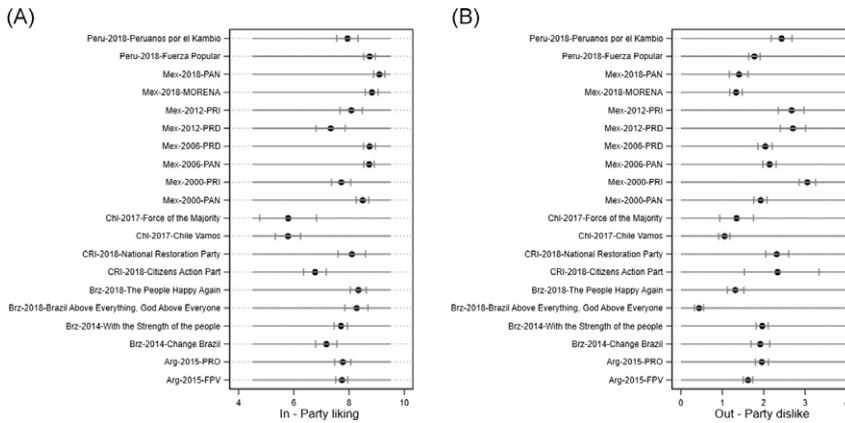 (A)
Peru-2018-Peruanos por el Kambio
Peru-2018-Fuerza Popular
Mex-2018-PAN
Mex-2018-MORENA
Mex-2012-PRI
Mex-2012-PRD
Mex-2006-PRD
Mex-2006-PAN
Mex-2000-PRI
Mex-2000-PAN
Chl-2017-Force of the Majority
Chl-2017-Chile Vamos
CRI-2018-National Restoration Party
CRI-2018-Citizens Action Part
Brz-2018-The People Happy Again
Brz-2018-Brazil Above Everything, God Above Everyone
Brz-2014-With the Strength of the people
Brz-2014-Change Brazil
Arg-2015-PRO
Arg-2015-FPV
4 6 8 10
In - Party liking
(B)
Peru-2018-Peruanos por el Kambio
Peru-2018-Fuerza Popular
Mex-2018-PAN
Mex-2018-MORENA
Mex-2012-PRI
Mex-2012-PRD
Mex-2006-PRD
Mex-2006-PAN
Mex-2000-PRI
Mex-2000-PAN
Chl-2017-Force of the Majority
Chl-2017-Chile Vamos
CRI-2018-National Restoration Party
CRI-2018-Citizens Action Part
Brz-2018-The People Happy Again
Brz-2018-Brazil Above Everything, God Above Everyone
Brz-2014-With the Strength of the people
Brz-2014-Change Brazil
Arg-2015-PRO
Arg-2015-FPV
0 1 2 3 4
Out - Party dislike